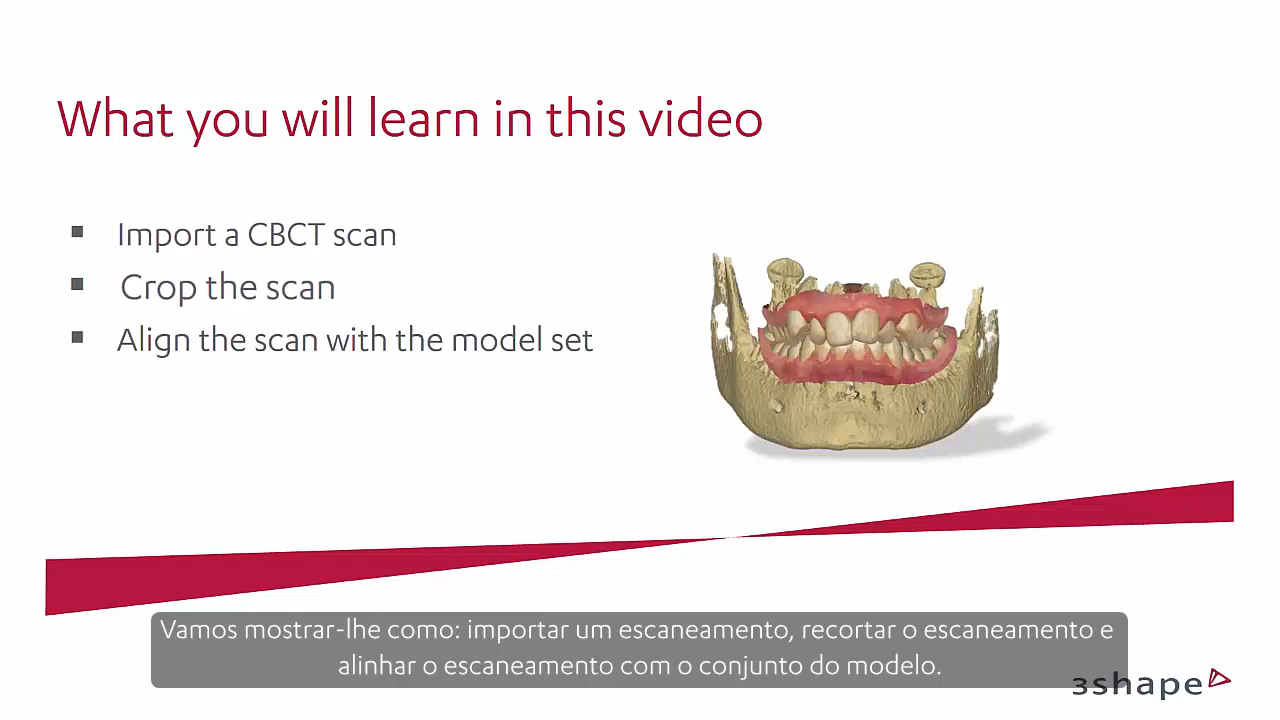 What you will learn in this video
▪ Import a CBCT scan
▪ Crop the scan
▪ Align the scan with the model set
Vamos mostrar-lhe como: importar um escaneamento, recortar o escaneamento e
alinhar o escaneamento com o conjunto do modelo.
3shape